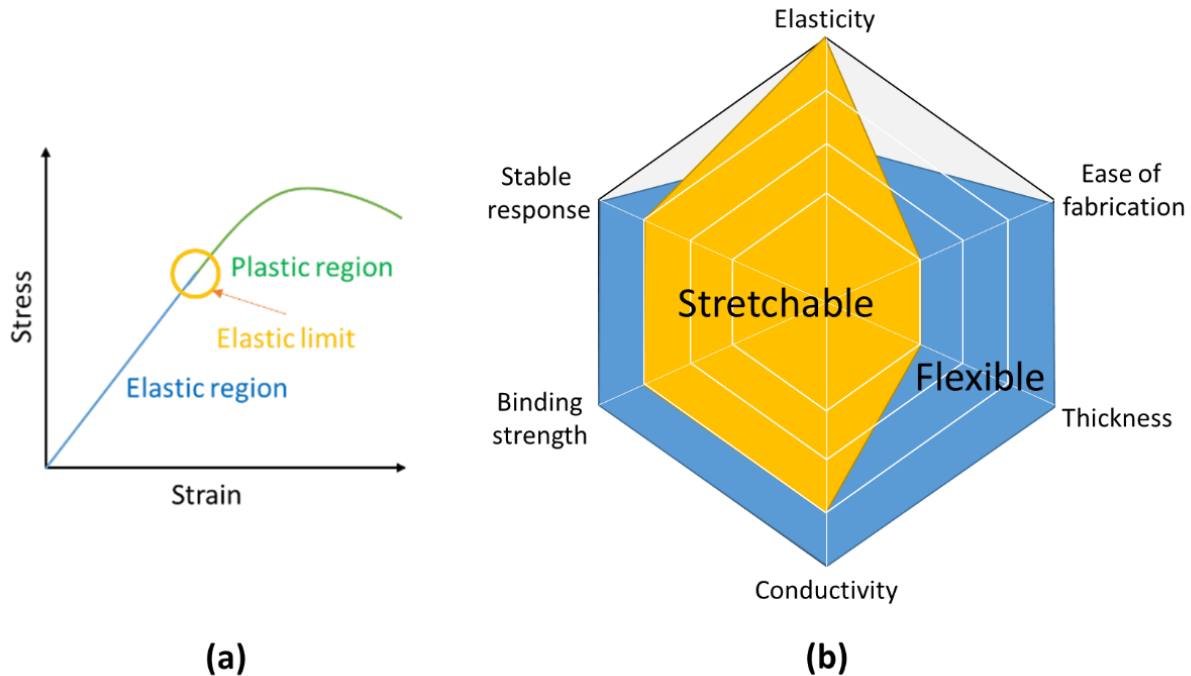 Stress
Plastic region
Elastic limit
Elastic region
Strain
(a)
Elasticity
Stable
response
Ease of
fabrication
Stretchable
Flexible
Binding
strength
Thickness
Conductivity
(b)